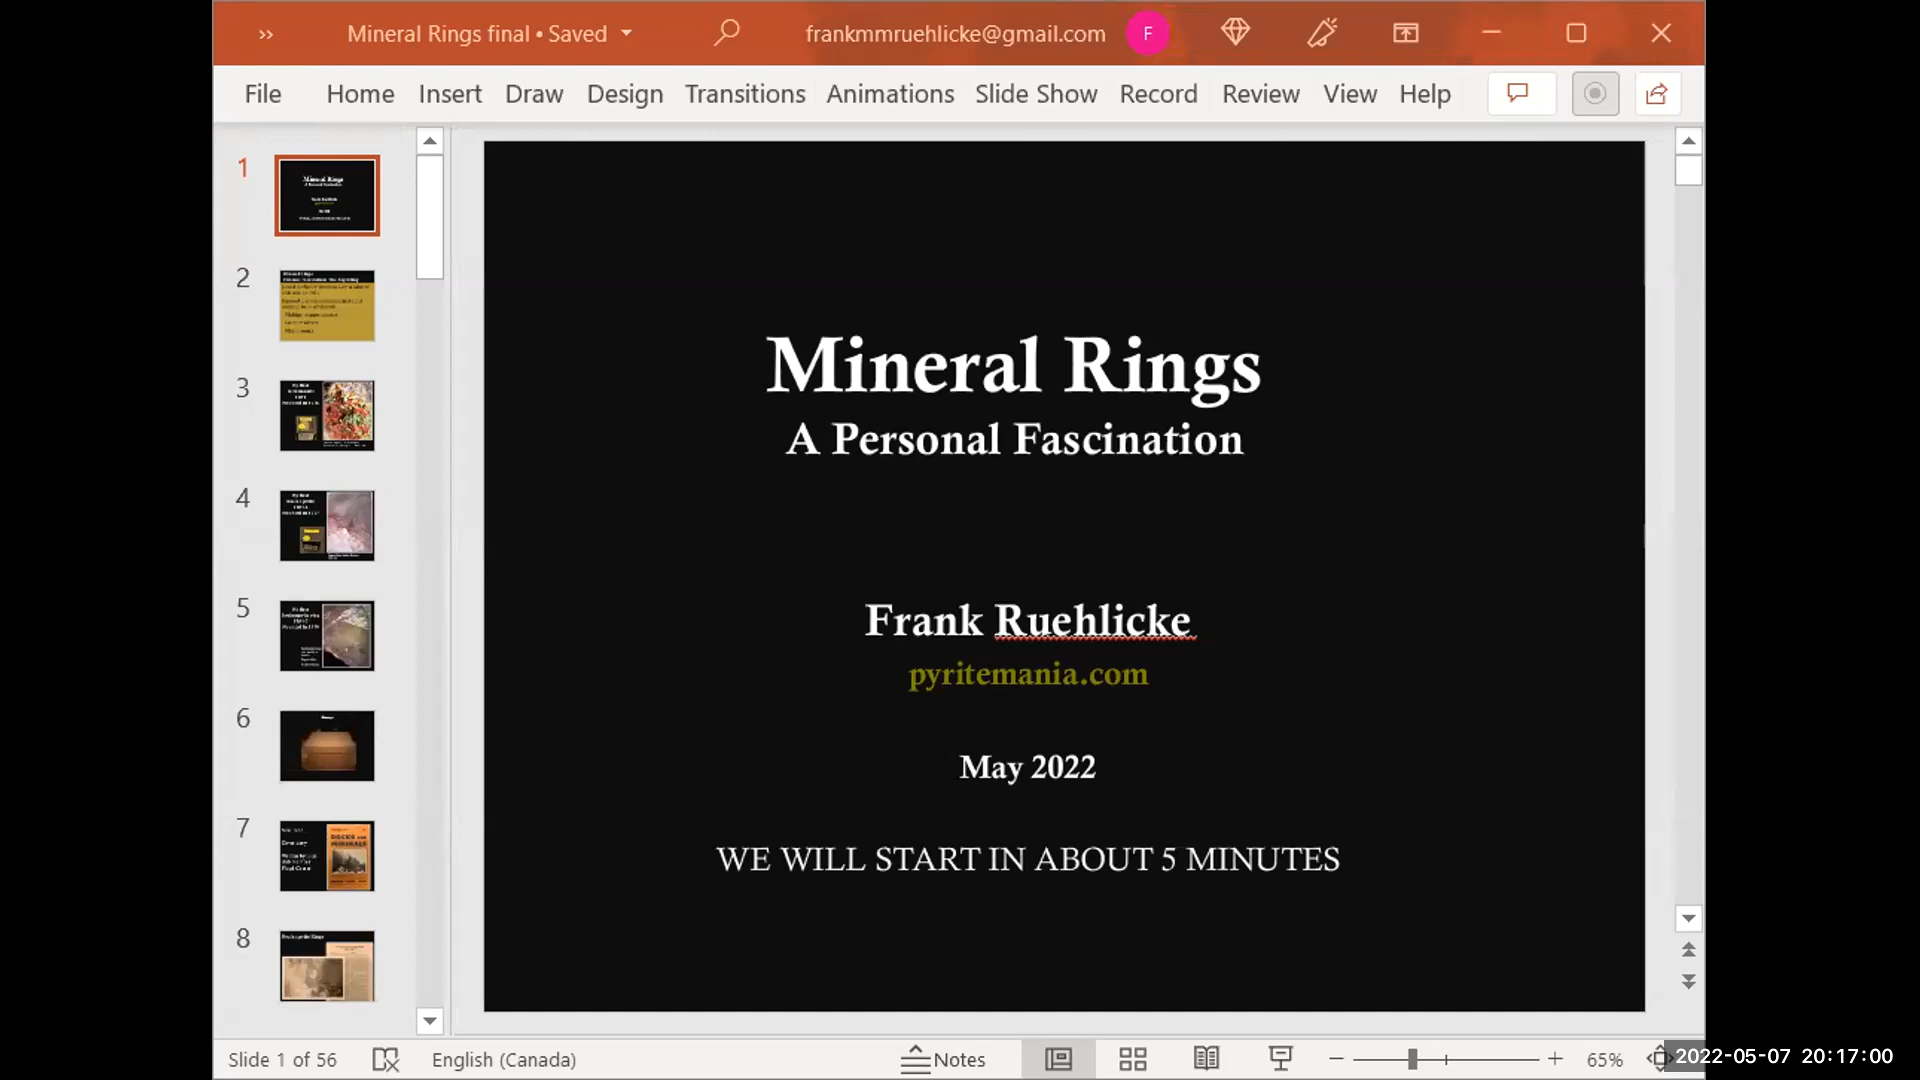 Mineral Rings final • Saved
frankmmruehlicke@gmail.com
F
File Home Insert Draw Design Transitions Animations Slide Show Record Review View Help
1
2
3
4
5
6
7
8
Mineral Rings
A Personal Fascination
Frank Ruehlicke
pyritemania.com
May 2022
WE WILL START IN ABOUT 5 MINUTES
ROCKS AND
MINERALS
Slide 1 of 56
English (Canada)
Notes
65%
2022-05-07 20:17:00